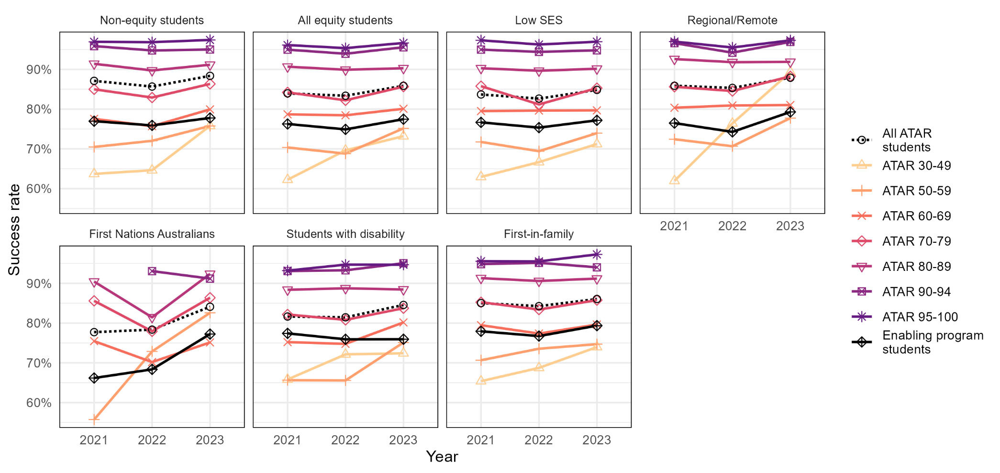 Non-equity students
All equity students
Low SES
Regional/Remote
90%
80%
70%
60%
2021
2022
2023
First Nations Australians
Students with disability
First-in-family
90%
80%
70%
60%
2021
2022
2023
2021
2022
2023
2021
2022
2023
Year
Success rate
All ATAR
students
ATAR 30-49
ATAR 50-59
ATAR 60-69
ATAR 70-79
ATAR 80-89
ATAR 90-94
ATAR 95-100
Enabling program
students